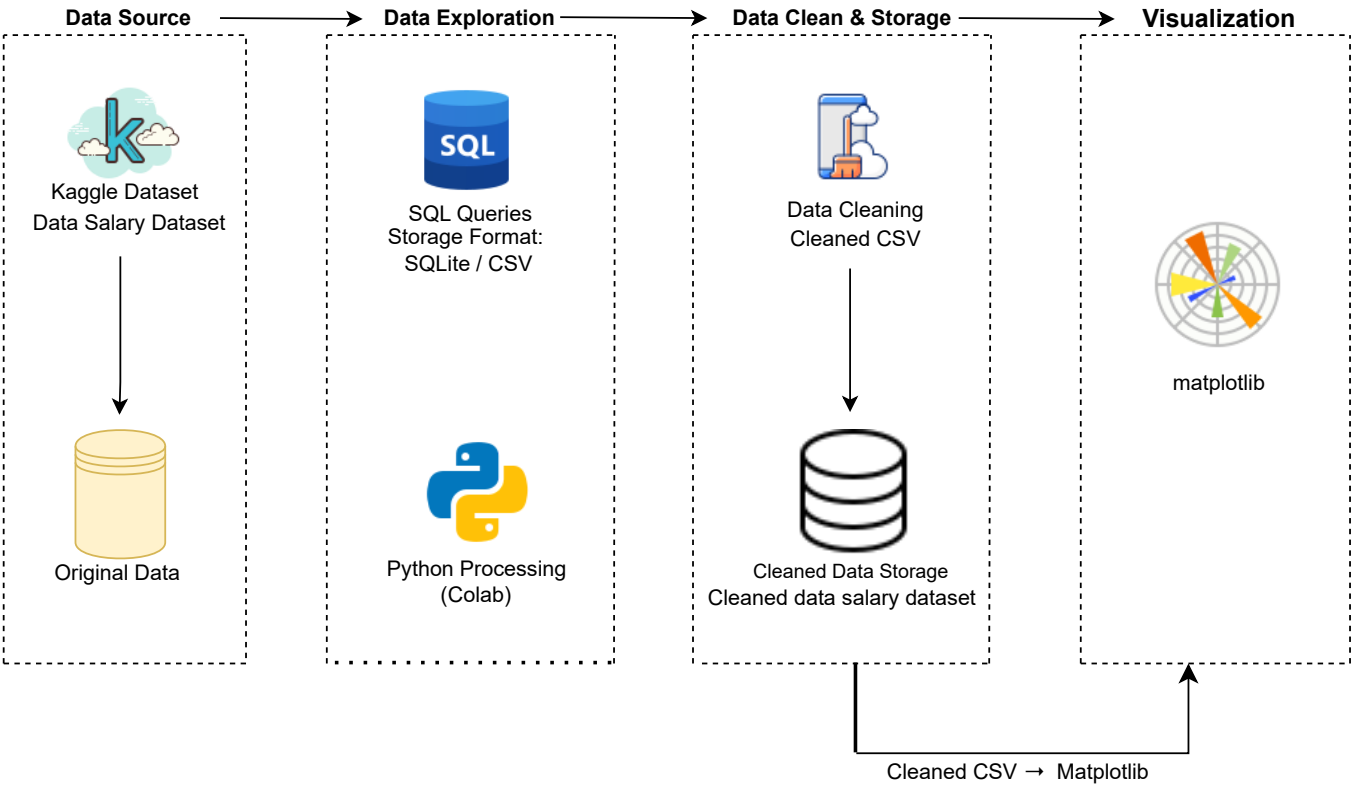 Data Source
Data Exploration
Data Clean & Storage
Visualization
k
Kaggle Dataset
Data Salary Dataset
Original Data
SQL
SQL Queries
Storage Format:
SQLite / CSV
Python Processing
(Colab)
Data Cleaning
Cleaned CSV
Cleaned Data Storage
Cleaned data salary dataset
matplotlib
Cleaned CSV → Matplotlib